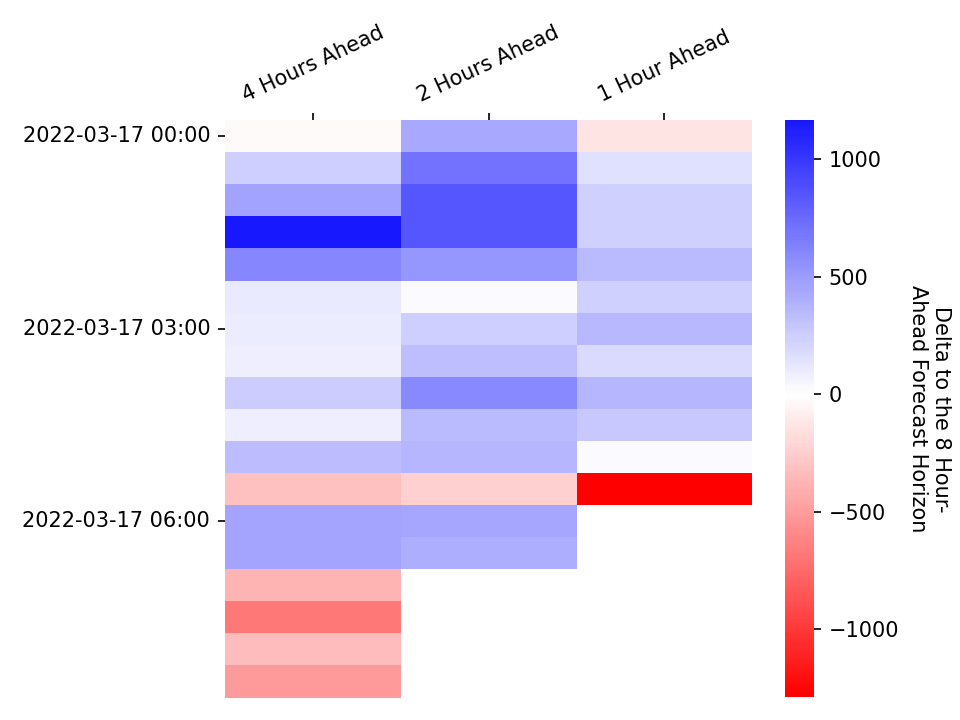 4 Hours Ahead
2 Hours Ahead
1 Hour Ahead
2022-03-17 00:00
2022-03-17 03:00
2022-03-17 06:00
1000
500
0
−500
−1000
Delta to the 8 Hour-
Ahead Forecast Horizon